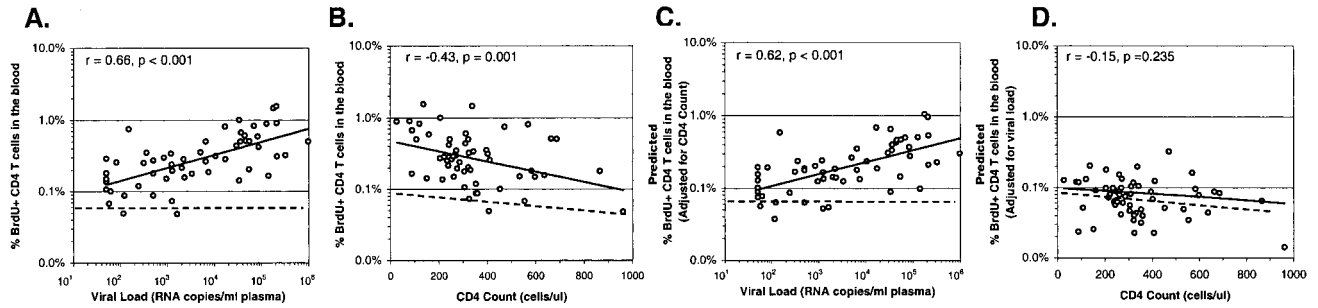 A.
10.0%
r = 0.66, p < 0.001
1.0%
0.1%
0.0%
% BrdU+ CD4 T cells in the blood
10¹ 10² 10³ 10⁴ 10⁵ 10⁶
Viral Load (RNA copies/ml plasma)
B.
10.0%
r = -0.43, p = 0.001
1.0%
0.1%
0.0%
% BrdU+ CD4 T cells in the blood
0 200 400 600 800 1000
CD4 Count (cells/ul)
C.
10.0%
r = 0.62, p < 0.001
1.0%
0.1%
0.0%
Predicted
% BrdU+ CD4 T cells in the blood
(Adjusted for CD4 Count)
10¹ 10² 10³ 10⁴ 10⁵ 10⁶
Viral Load (RNA copies/ml plasma)
D.
10.0%
r = -0.15, p =0.235
1.0%
0.1%
0.0%
Predicted
% BrdU+ CD4 T cells in the blood
(Adjusted for viral load)
0 200 400 600 800 1000
CD4 Count (cells/ul)